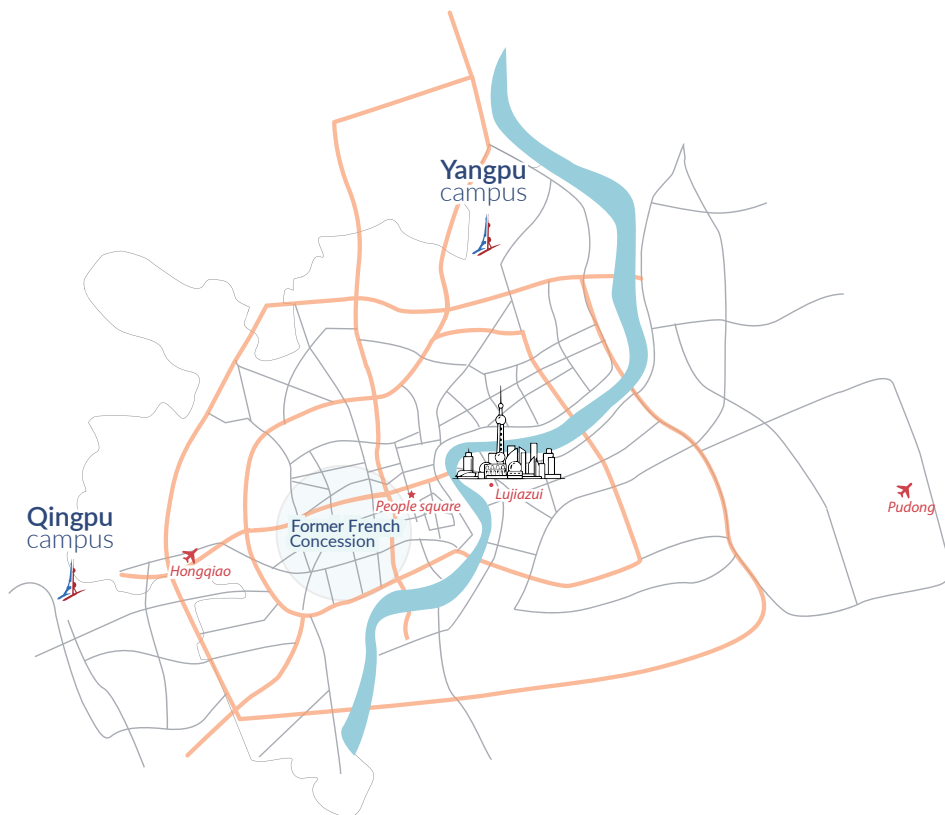 Yangpu
campus
Lujiazui
People square
Pudong
Qingpu
campus
Former French
Concession
Hongqiao